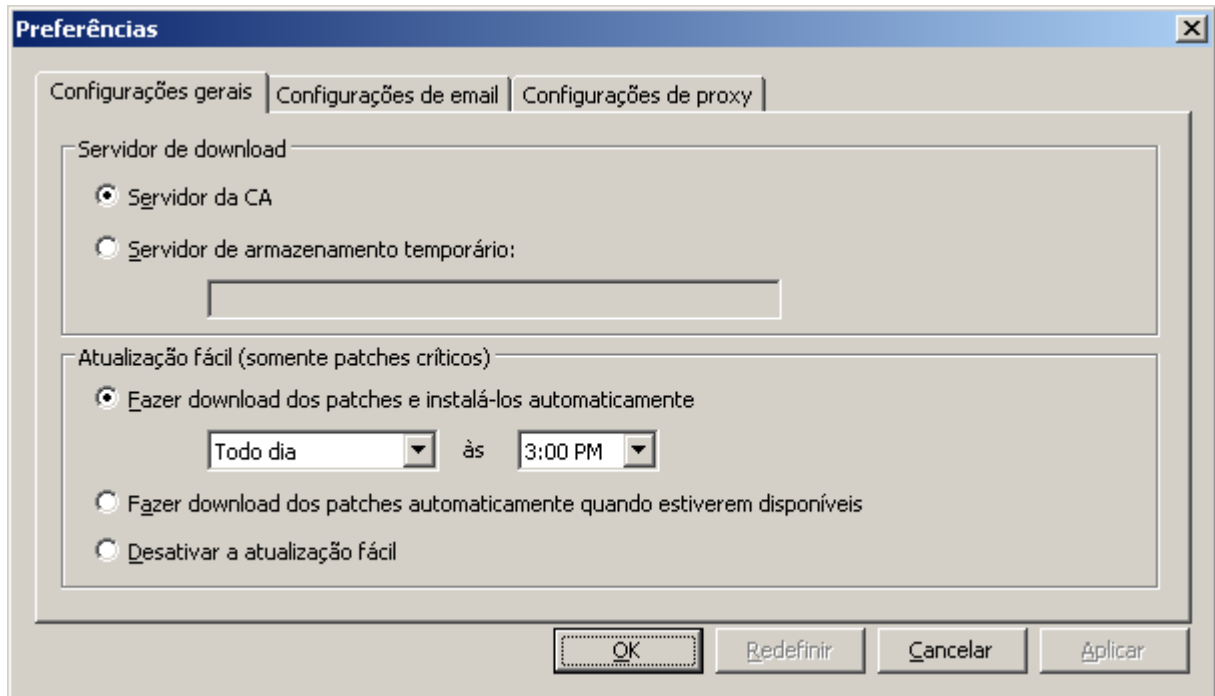 Preferências
Configurações gerais Configurações de email Configurações de proxy
Servidor de download
Servidor da CA
Servidor de armazenamento temporário:
Atualização fácil (somente patches críticos)
Fazer download dos patches e instalá-los automaticamente
Todo dia às 3:00 PM
Fazer download dos patches automaticamente quando estiverem disponíveis
Desativar a atualização fácil
OK Redefinir Cancelar Aplicar